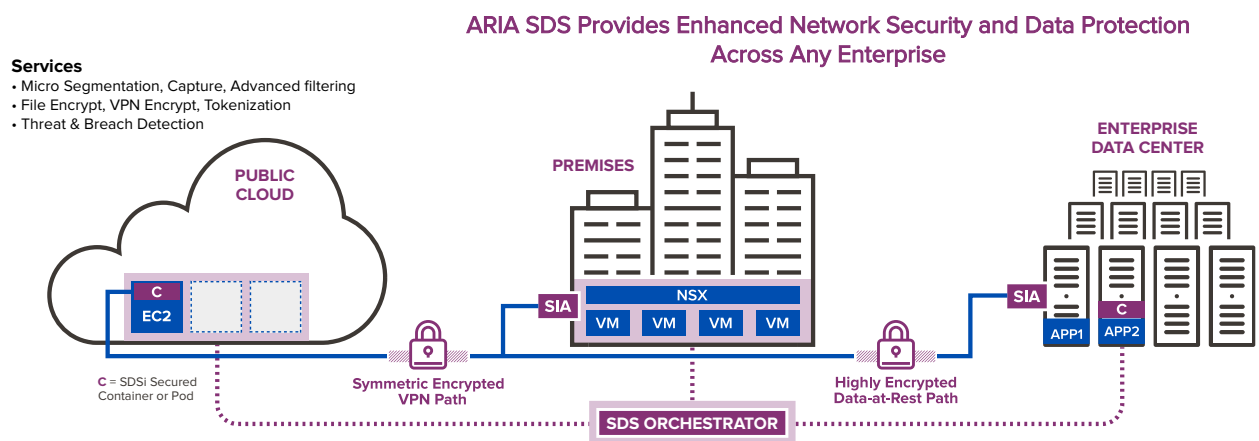 ARIA SDS Provides Enhanced Network Security and Data Protection
Across Any Enterprise
Services
• Micro Segmentation, Capture, Advanced filtering
• File Encrypt, VPN Encrypt, Tokenization
• Threat & Breach Detection
PUBLIC
CLOUD
C
EC2
C = SDSi Secured
Container or Pod
Symmetric Encrypted
VPN Path
PREMISES
SIA
NSX
VM
VM
VM
VM
Highly Encrypted
Data-at-Rest Path
ENTERPRISE
DATA CENTER
SIA
APP1
C
APP2
SDS ORCHESTRATOR